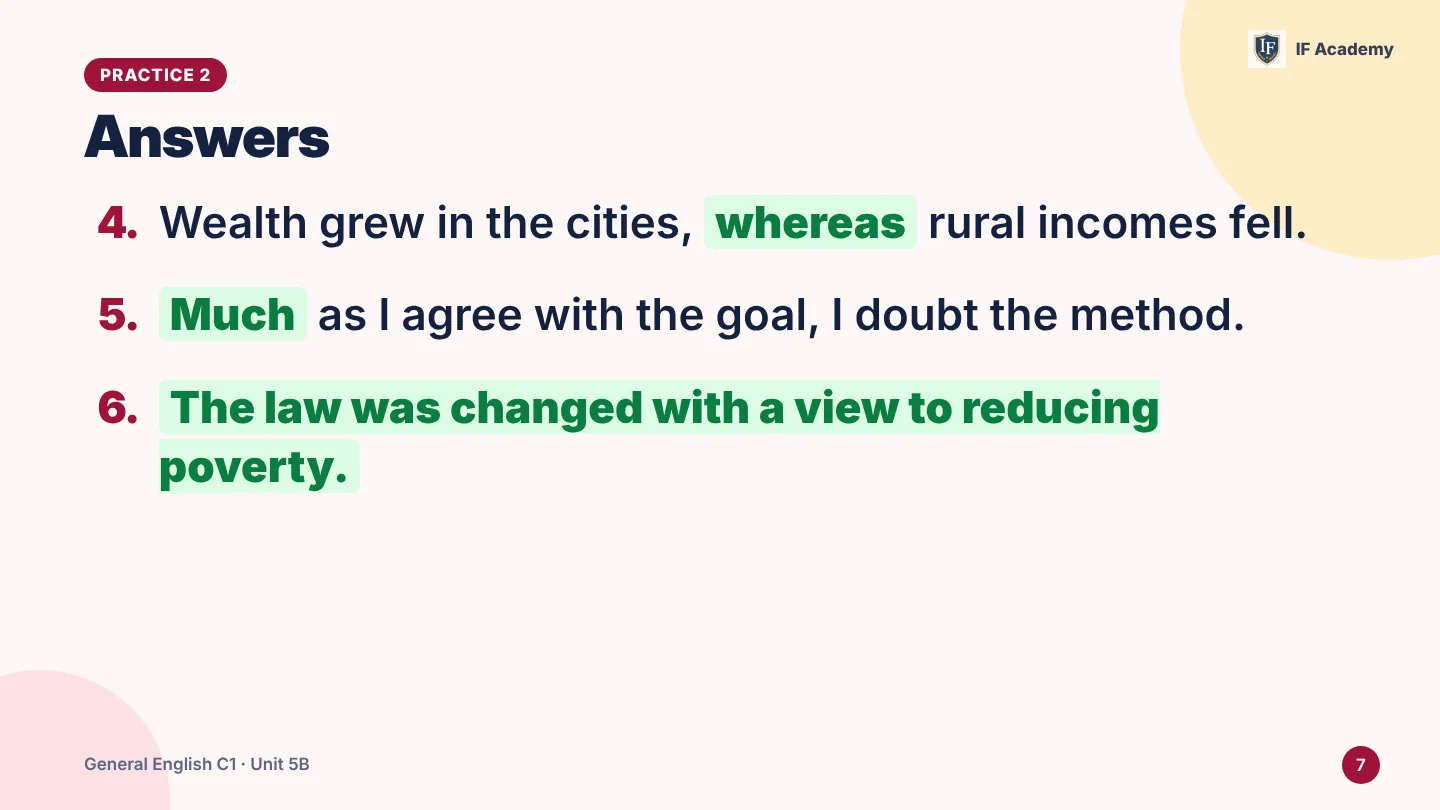 PRACTICE 2
IF IF Academy
Answers
4. Wealth grew in the cities, whereas rural incomes fell.
5. Much as I agree with the goal, I doubt the method.
6. The law was changed with a view to reducing
poverty.
General English C1 · Unit 5B
7